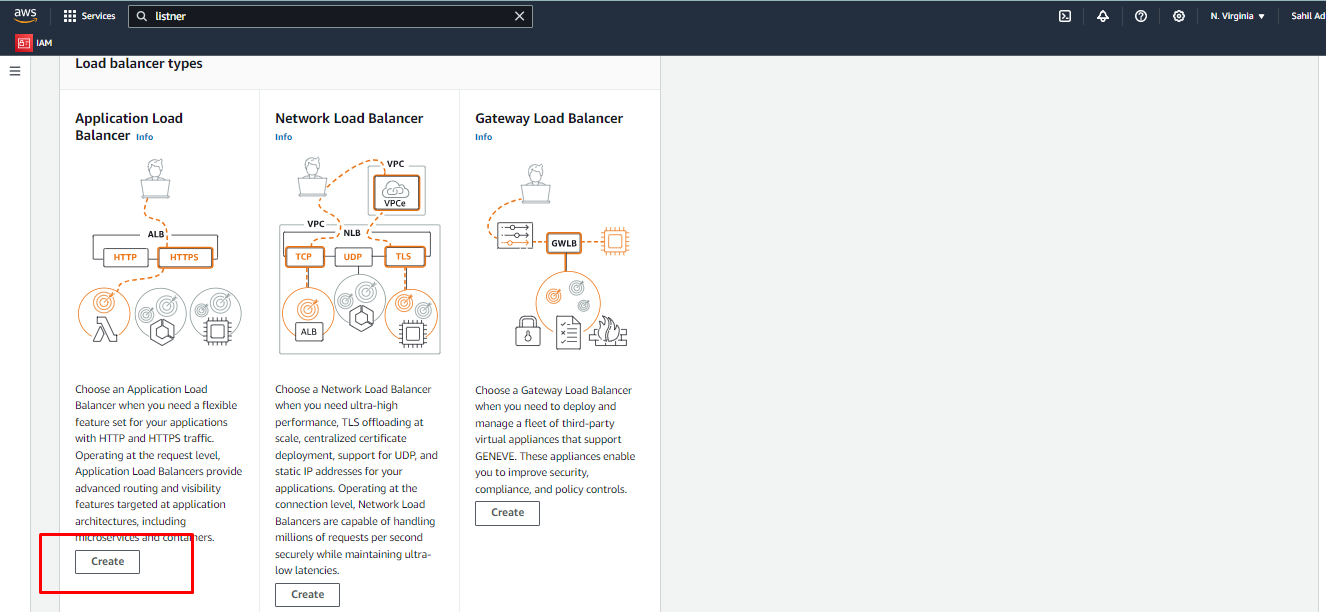 aws
Services
listner
N. Virginia ▼
Sahil Ad
IAM
Load balancer types
Application Load
Balancer Info
ALB
HTTP
HTTPS
Choose an Application Load
Balancer when you need a flexible
feature set for your applications
with HTTP and HTTPS traffic.
Operating at the request level,
Application Load Balancers provide
advanced routing and visibility
features targeted at application
architectures, including
microservices and containers.
Create
Network Load Balancer
Info
VPC
VPCe
VPC
NLB
TCP
UDP
TLS
ALB
Choose a Network Load Balancer
when you need ultra-high
performance, TLS offloading at
scale, centralized certificate
deployment, support for UDP, and
static IP addresses for your
applications. Operating at the
connection level, Network Load
Balancers are capable of handling
millions of requests per second
securely while maintaining ultra-
low latencies.
Create
Gateway Load Balancer
Info
GWLB
Choose a Gateway Load Balancer
when you need to deploy and
manage a fleet of third-party
virtual appliances that support
GENEVE. These appliances enable
you to improve security,
compliance, and policy controls.
Create